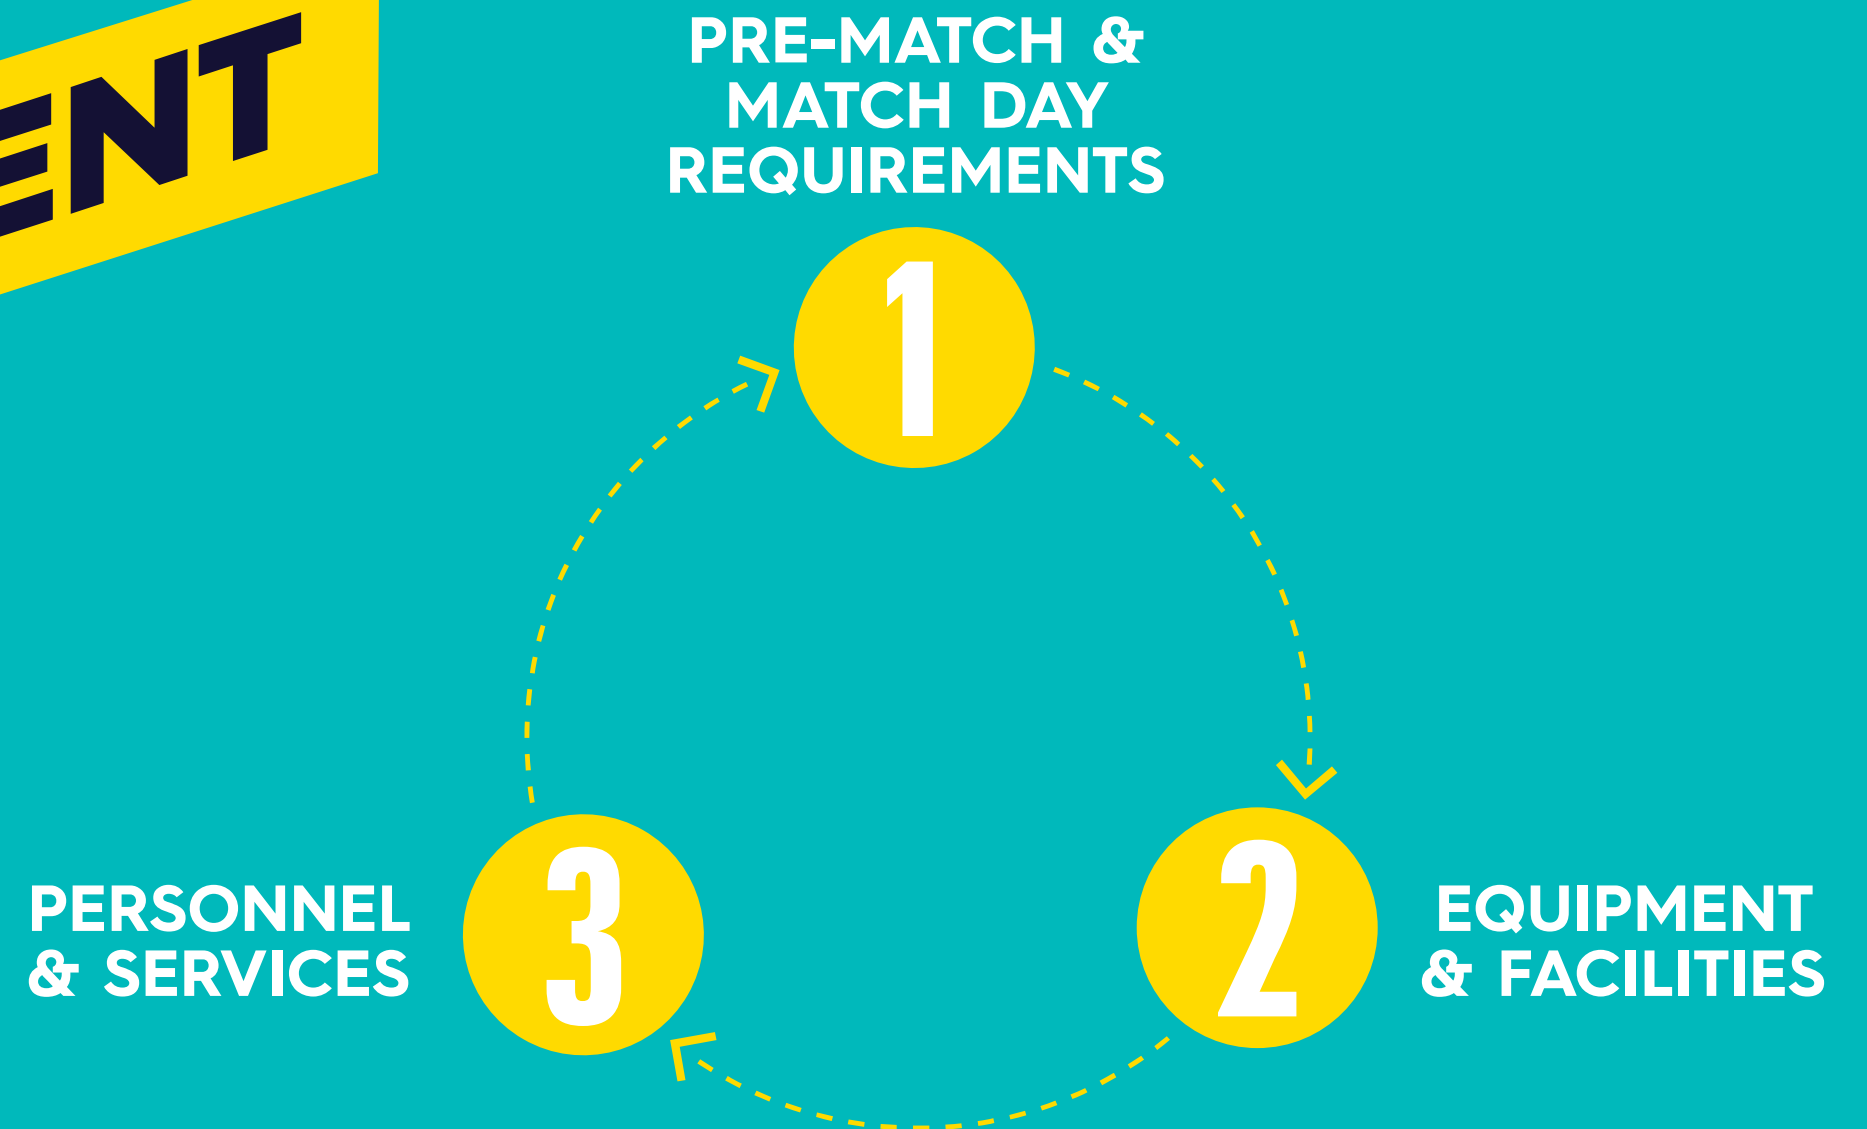 ENT
PRE-MATCH &
MATCH DAY
REQUIREMENTS
1
3
2
PERSONNEL
& SERVICES
EQUIPMENT
& FACILITIES